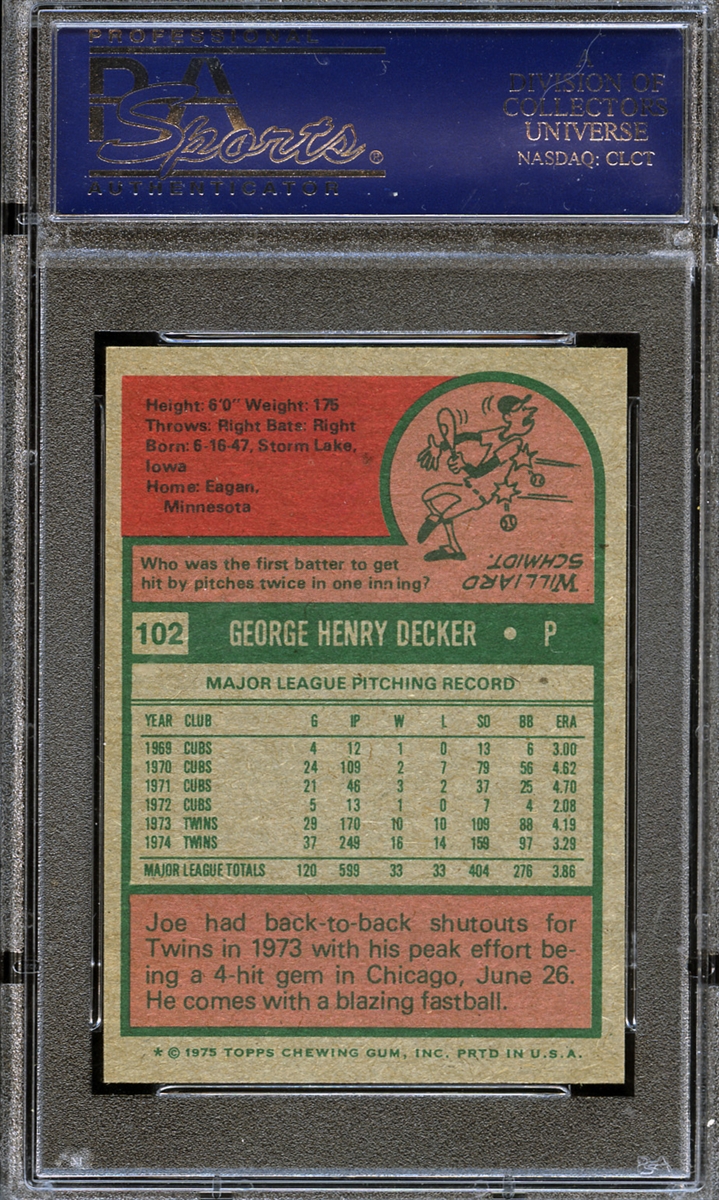 PROFESSIONAL
PSA
Sports®
AUTHENTICATOR
A
DIVISION OF
COLLECTORS
UNIVERSE
NASDAQ: CLCT
Height: 6'0" Weight: 175
Throws: Right Bats: Right
Born: 6-16-47, Storm Lake,
Iowa
Home: Eagan,
Minnesota
Who was the first batter to get
hit by pitches twice in one inning?
WILLIARD
SCHMIDT.
102 GEORGE HENRY DECKER • P
MAJOR LEAGUE PITCHING RECORD
YEAR CLUB G IP W L SO BB ERA
1969 CUBS 4 12 1 0 13 6 3.00
1970 CUBS 24 109 2 7 79 56 4.62
1971 CUBS 21 46 3 2 37 25 4.70
1972 CUBS 5 13 1 0 7 4 2.08
1973 TWINS 29 170 10 10 109 88 4.19
1974 TWINS 37 249 16 14 159 97 3.29
MAJOR LEAGUE TOTALS 120 599 33 33 404 276 3.86
Joe had back-to-back shutouts for
Twins in 1973 with his peak effort be-
ing a 4-hit gem in Chicago, June 26.
He comes with a blazing fastball.
* © 1975 TOPPS CHEWING GUM, INC. PRTD IN U.S.A.
PSA